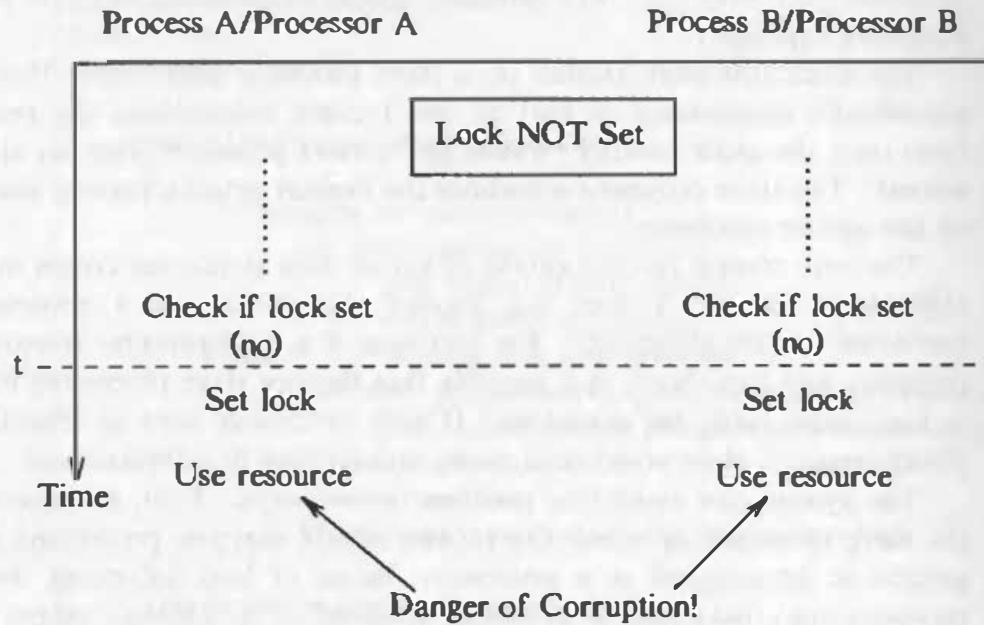 Process A/Processor A Process B/Processor B
Lock NOT Set
Check if lock set Check if lock set
(no) (no)
t
Set lock Set lock
Use resource Use resource
Time
Danger of Corruption!